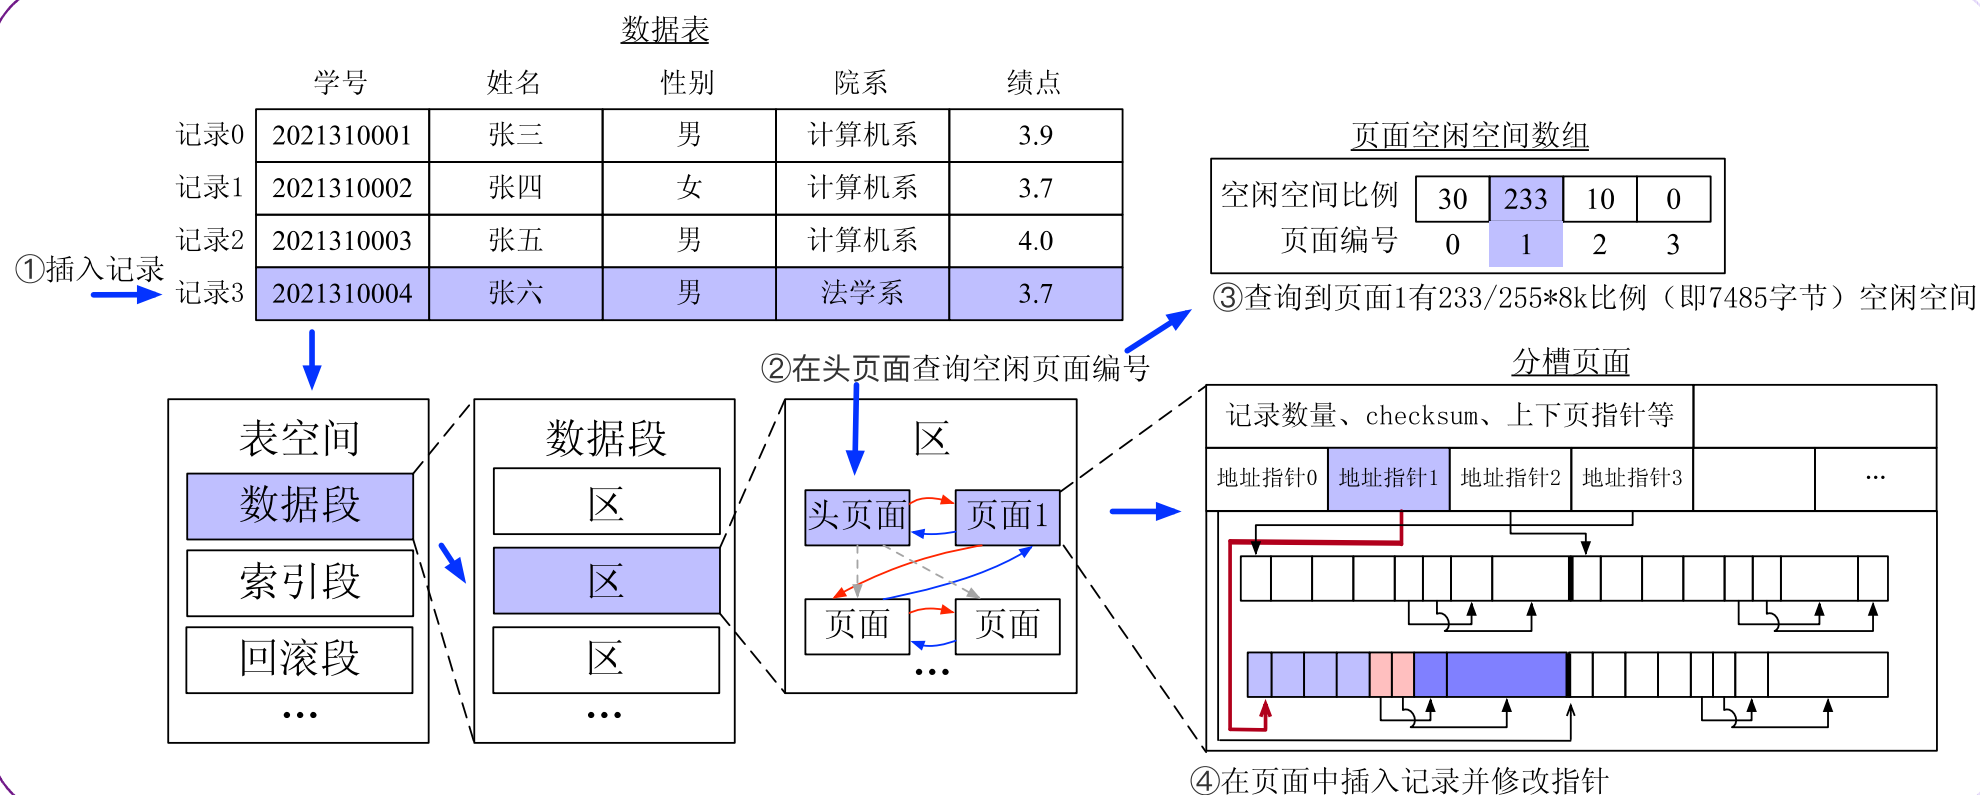 数据表
学号 姓名 性别 院系 绩点
记录0 2021310001 张三 男 计算机系 3.9
记录1 2021310002 张四 女 计算机系 3.7
记录2 2021310003 张五 男 计算机系 4.0
①插入记录
记录3 2021310004 张六 男 法学系 3.7
页面空闲空间数组
空闲空间比例 30 233 10 0
页面编号 0 1 2 3
③查询到页面1有233/255*8k比例（即7485字节）空闲空间
②在头页面查询空闲页面编号
表空间
数据段
索引段
回滚段
...
数据段
区
区
区
...
区
头页面 页面1
页面 页面
...
分槽页面
记录数量、checksum、上下页指针等
地址指针0 地址指针1 地址指针2 地址指针3 ...
④在页面中插入记录并修改指针